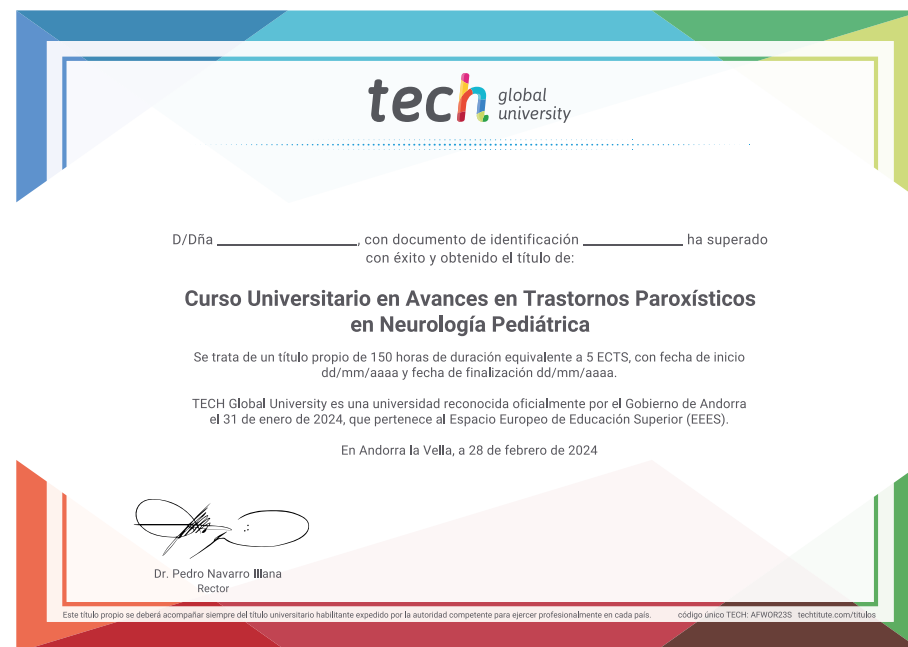 tech global university
D/Dña ___________________, con documento de identificación ______________ ha superado
con éxito y obtenido el título de:
Curso Universitario en Avances en Trastornos Paroxísticos
en Neurología Pediátrica
Se trata de un título propio de 150 horas de duración equivalente a 5 ECTS, con fecha de inicio
dd/mm/aaaa y fecha de finalización dd/mm/aaaa.
TECH Global University es una universidad reconocida oficialmente por el Gobierno de Andorra
el 31 de enero de 2024, que pertenece al Espacio Europeo de Educación Superior (EEES).
En Andorra la Vella, a 28 de febrero de 2024
Dr. Pedro Navarro Illana
Rector
Este título propio se deberá acompañar siempre del título universitario habilitante expedido por la autoridad competente para ejercer profesionalmente en cada país. código único TECH: AFWOR23S techtitute.com/titulos